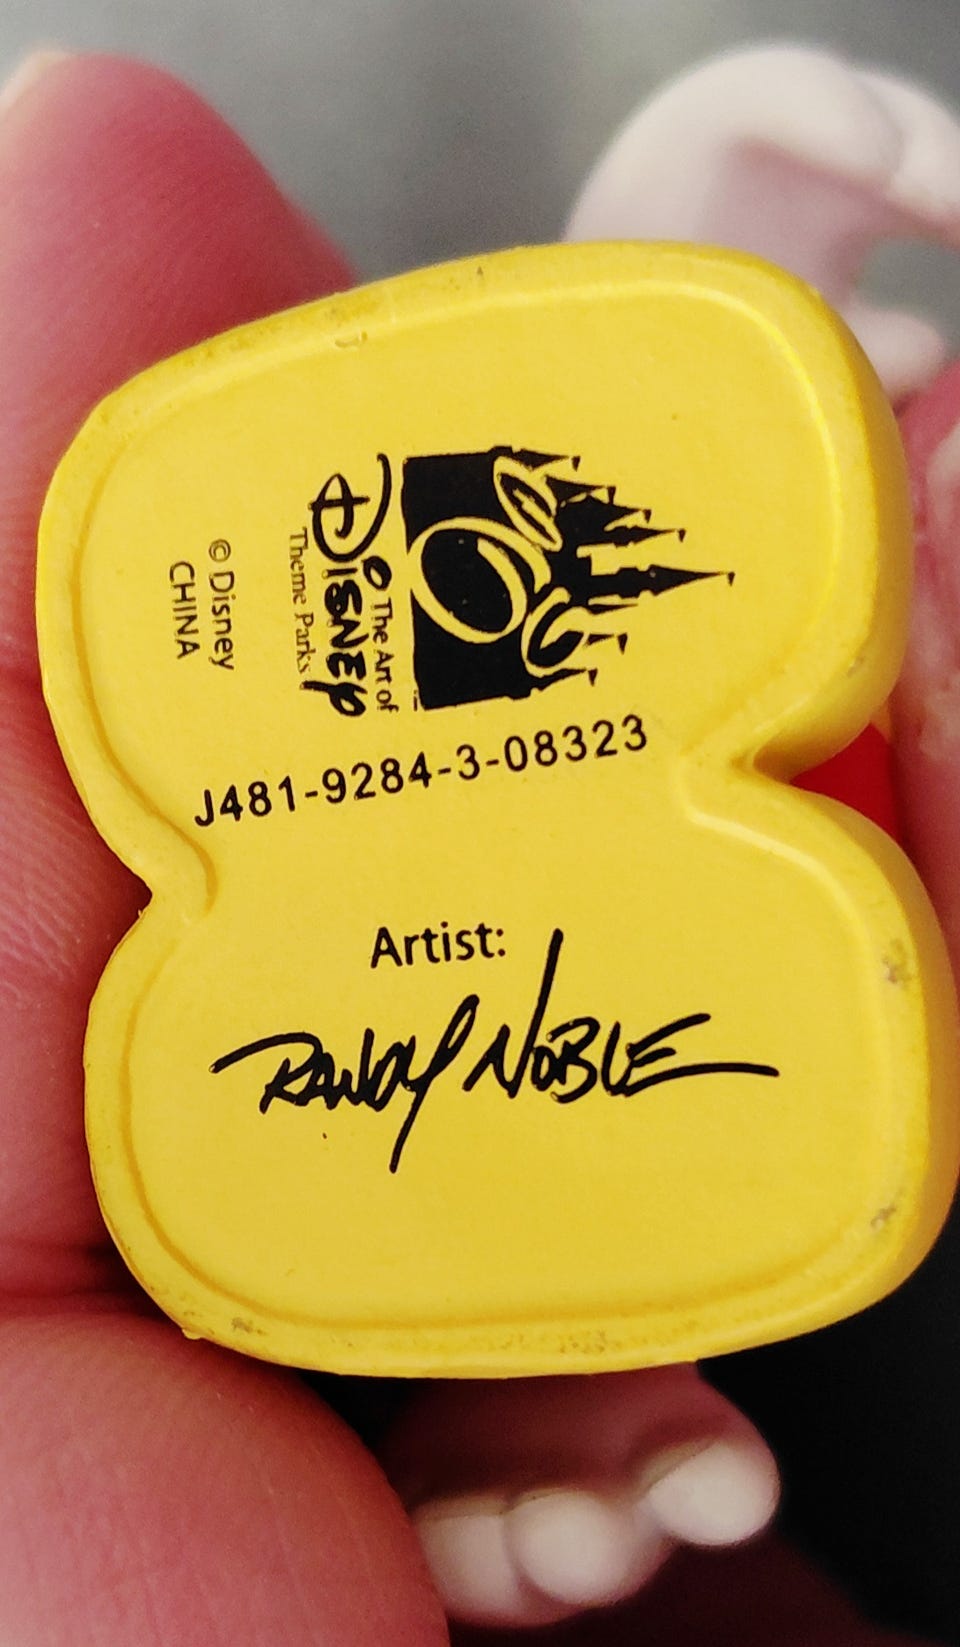 The Art of
Disney
Theme Parks
© Disney
CHINA
J481-9284-3-08323
Artist:
RANDY NOBLE